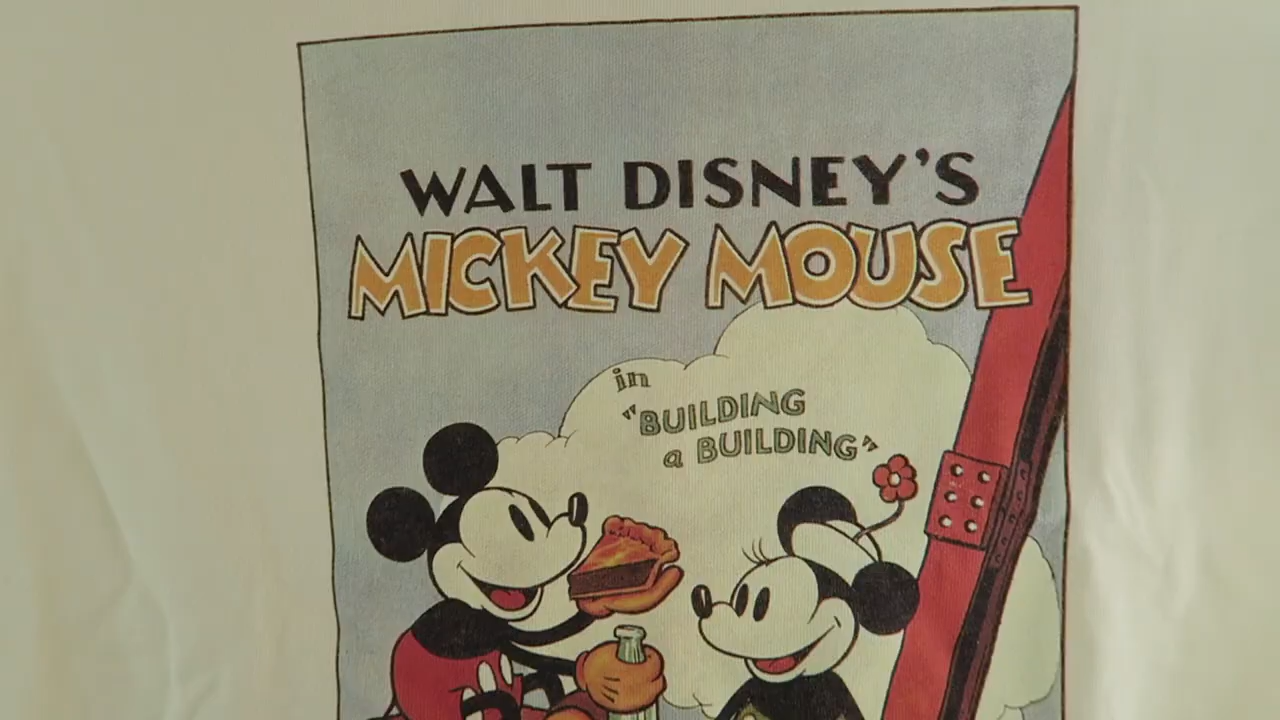 WALT DISNEY'S
MICKEY MOUSE
in
"BUILDING
a BUILDING"